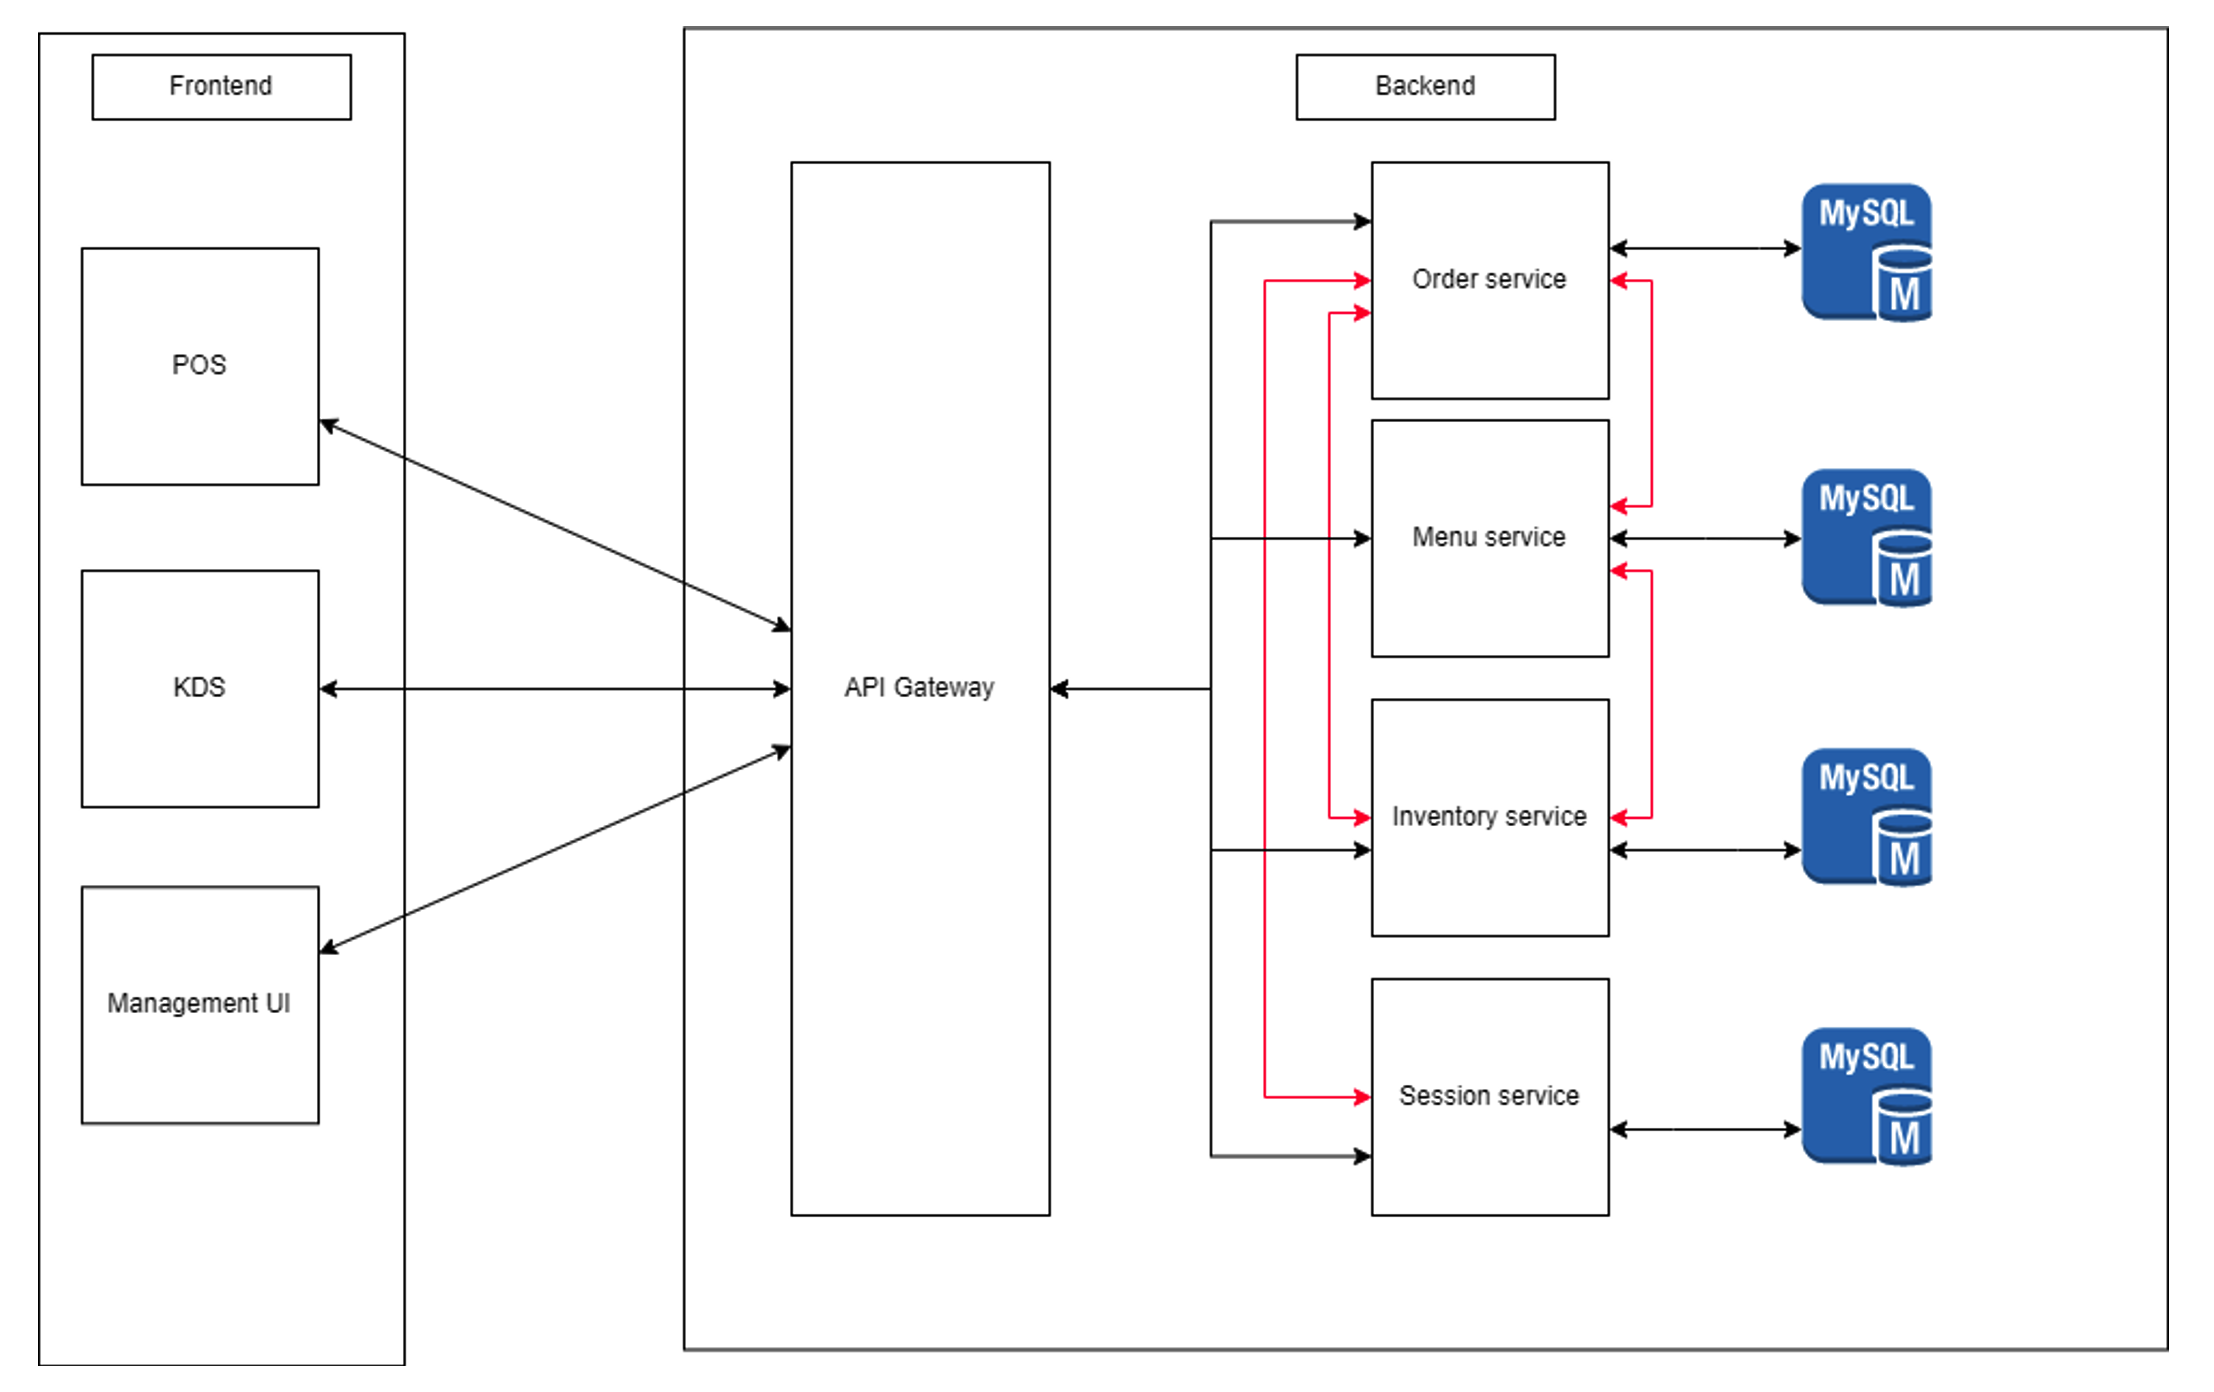 Frontend
Backend
POS
KDS
Management UI
API Gateway
Order service
Menu service
Inventory service
Session service
MySQL
M
MySQL
M
MySQL
M
MySQL
M